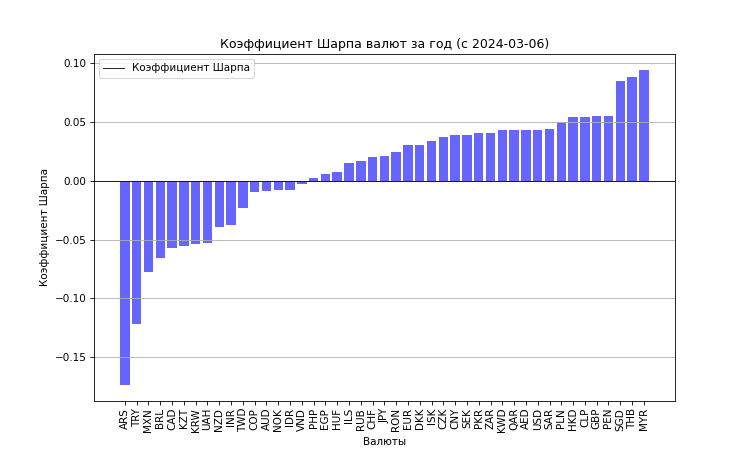 Коэффициент Шарпа валют за год (с 2024-03-06)
Коэффициент Шарпа
Коэффициент Шарпа
0.10
0.05
0.00
−0.05
−0.10
−0.15
ARS TRY MXN BRL CAD KZT KRW UAH NZD INR TWD COP AUD NOK IDR VND PHP EGP HUF ILS RUB CHF JPY RON EUR DKK ISK CZK CNY SEK PKR ZAR KWD QAR AED USD SAR PLN HKD CLP GBP PEN SGD THB MYR
Валюты